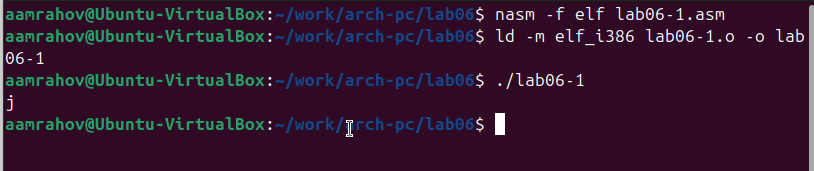 aamrahov@Ubuntu-VirtualBox:~/work/arch-pc/lab06$ nasm -f elf lab06-1.asm
aamrahov@Ubuntu-VirtualBox:~/work/arch-pc/lab06$ ld -m elf_i386 lab06-1.o -o lab
06-1
aamrahov@Ubuntu-VirtualBox:~/work/arch-pc/lab06$ ./lab06-1
j
aamrahov@Ubuntu-VirtualBox:~/work/arch-pc/lab06$